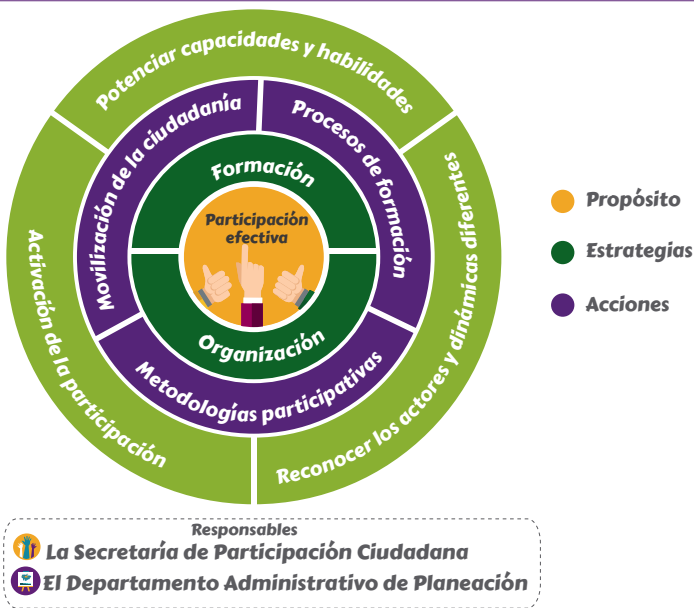 Potenciar capacidades y habilidades
Movilización de la ciudadanía
Procesos de formación
Formación
Participación
efectiva
Organización
Metodologías participativas
Activación de la participación
Reconocer los actores y dinámicas diferentes
Propósito
Estrategias
Acciones
Responsables
La Secretaría de Participación Ciudadana
El Departamento Administrativo de Planeación